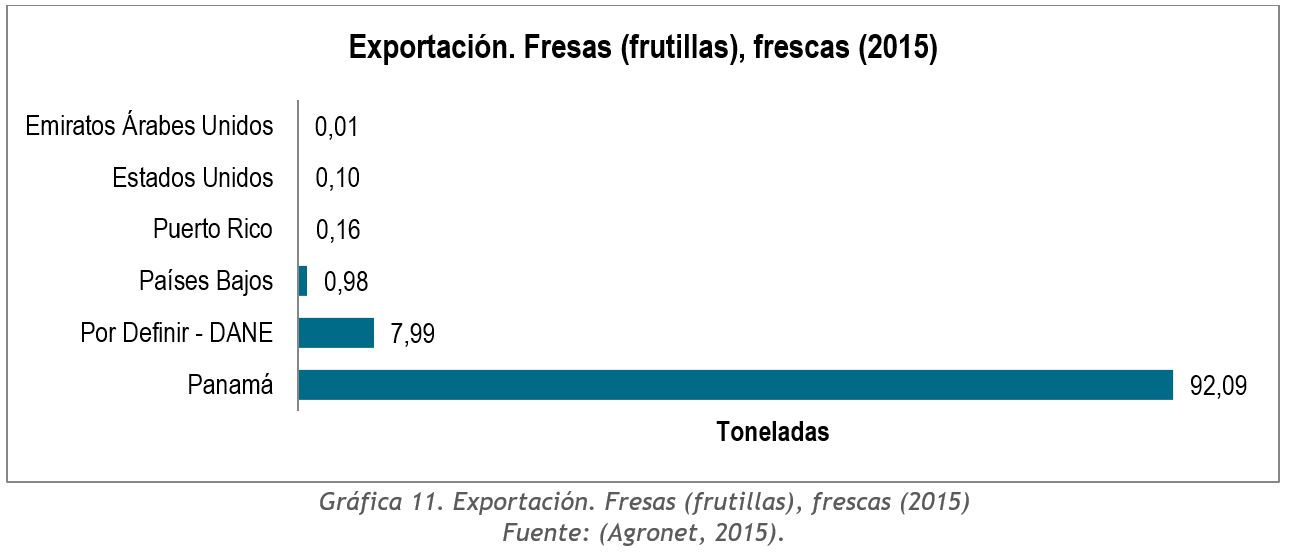 Exportación. Fresas (frutillas), frescas (2015)
Emiratos Árabes Unidos 0,01
Estados Unidos 0,10
Puerto Rico 0,16
Países Bajos 0,98
Por Definir - DANE 7,99
Panamá 92,09
Toneladas
Gráfica 11. Exportación. Fresas (frutillas), frescas (2015)
Fuente: (Agronet, 2015).